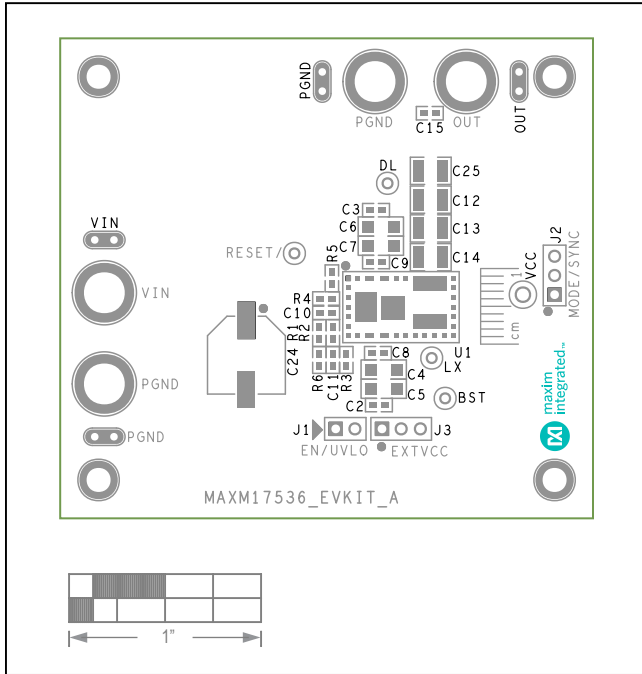 PGND
PGND
OUT
OUT
C15
DL
C25
C3
C12
C6
C13
VIN
C7
J2
RESET/
C14
R5
C9
VCC
MODE/SYNC
VIN
R4
1
C10
R1
R2
cm
C24
C8
U1
LX
maxim
integrated™
R6
C11
R3
C4
PGND
C5
BST
C2
PGND
J1
J3
EN/UVLO
EXTVCC
MAXM17536_EVKIT_A
1"